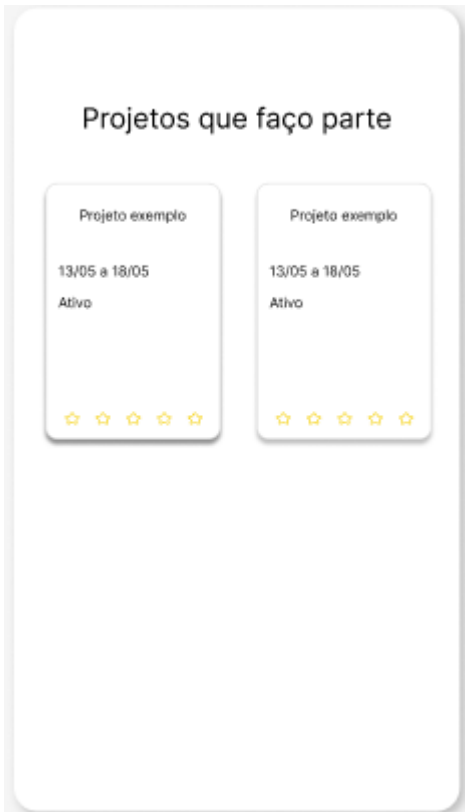 Projetos que faço parte
Projeto exemplo
13/05 a 18/05
Ativo
Projeto exemplo
13/05 a 18/05
Ativo